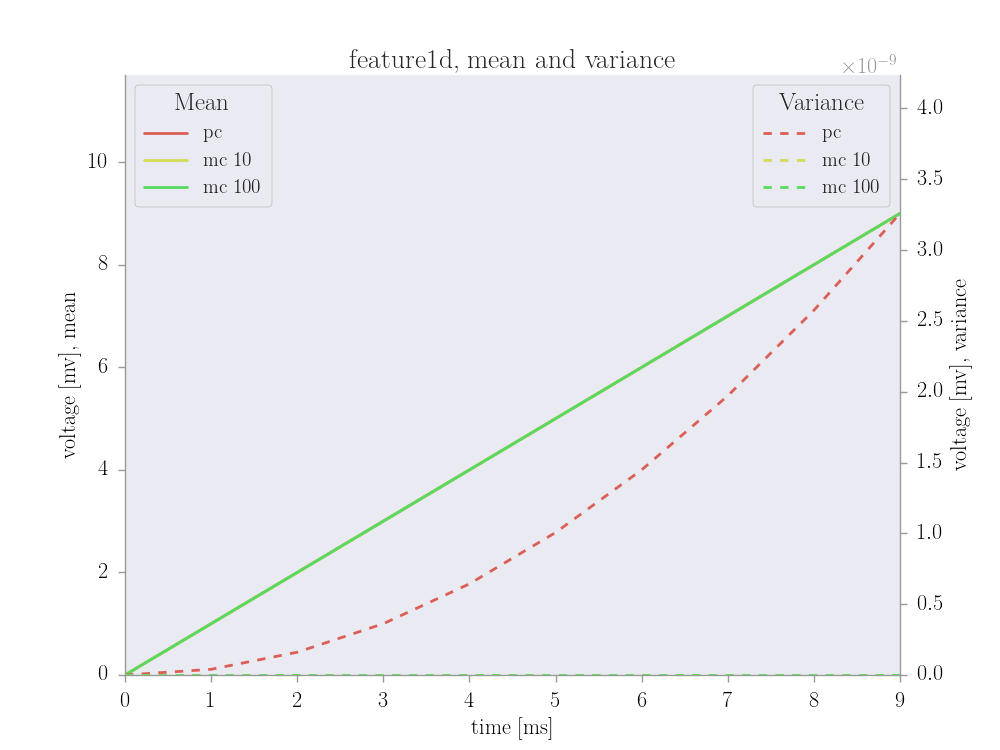 feature1d, mean and variance
×10⁻⁹
Mean
pc
mc 10
mc 100
Variance
pc
mc 10
mc 100
voltage [mv], mean
10
8
6
4
2
0
4.0
3.5
3.0
2.5
2.0
1.5
1.0
0.5
0.0
voltage [mv], variance
0 1 2 3 4 5 6 7 8 9
time [ms]